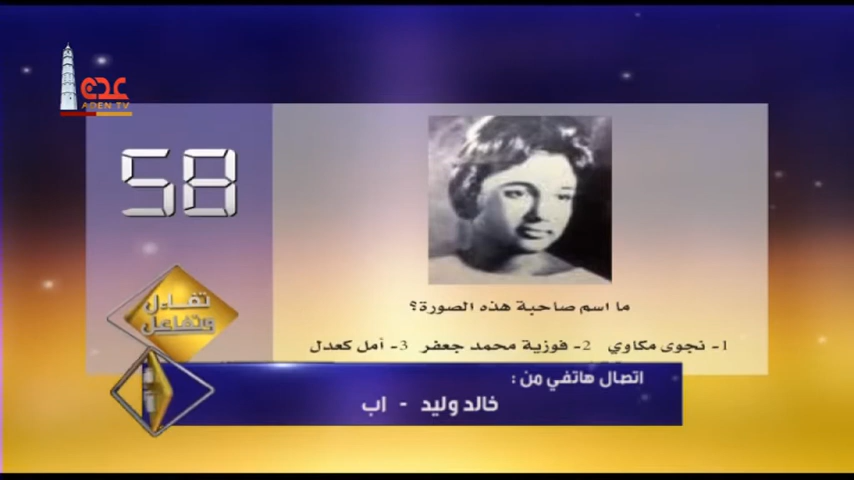 عدن
ADEN TV
58
ما اسم صاحبة هذه الصورة؟
1- نجوى مكاوي 2- فوزية محمد جعفر 3- أمل كعدل
تفاءل
وتفاعل
اتصال هاتفي من :
خالد وليد - اب